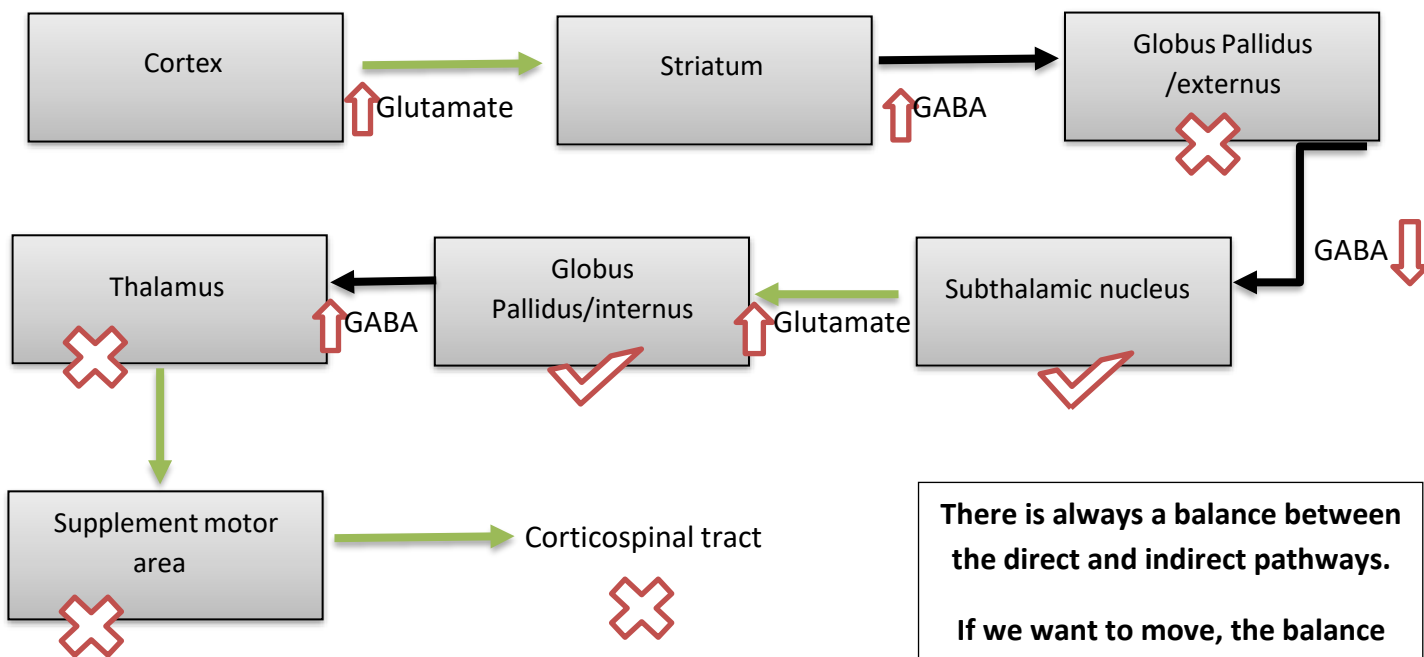 Cortex
Glutamate
Striatum
GABA
Globus Pallidus
/externus
GABA
Subthalamic nucleus
Glutamate
Globus
Pallidus/internus
GABA
Thalamus
Supplement motor
area
Corticospinal tract
There is always a balance between
the direct and indirect pathways.
If we want to move, the balance